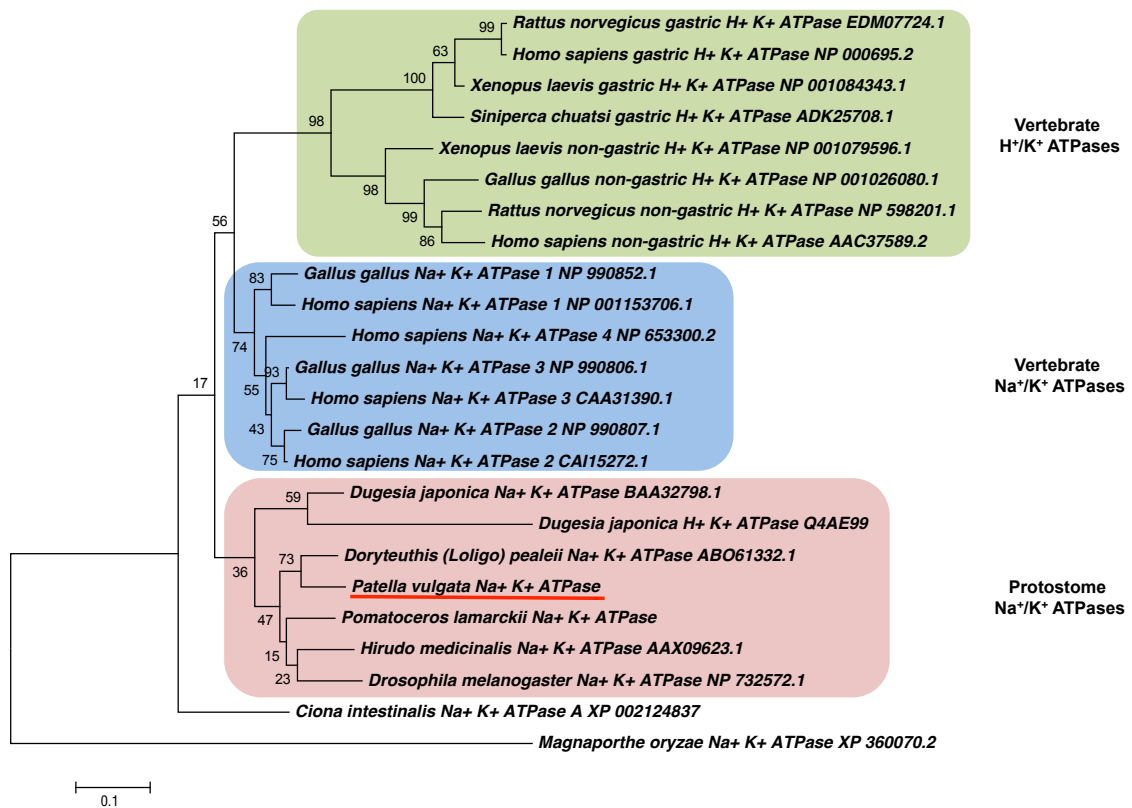 Rattus norvegicus gastric H+ K+ ATPase EDM07724.1
99
Homo sapiens gastric H+ K+ ATPase NP 000695.2
63
Xenopus laevis gastric H+ K+ ATPase NP 001084343.1
100
Siniperca chuatsi gastric H+ K+ ATPase ADK25708.1
98
Vertebrate
H+/K+ ATPases
Xenopus laevis non-gastric H+ K+ ATPase NP 001079596.1
98
Gallus gallus non-gastric H+ K+ ATPase NP 001026080.1
99
Rattus norvegicus non-gastric H+ K+ ATPase NP 598201.1
86
Homo sapiens non-gastric H+ K+ ATPase AAC37589.2
56
83
Gallus gallus Na+ K+ ATPase 1 NP 990852.1
Homo sapiens Na+ K+ ATPase 1 NP 001153706.1
74
Homo sapiens Na+ K+ ATPase 4 NP 653300.2
93
Gallus gallus Na+ K+ ATPase 3 NP 990806.1
Vertebrate
Na+/K+ ATPases
17
55
Homo sapiens Na+ K+ ATPase 3 CAA31390.1
43
Gallus gallus Na+ K+ ATPase 2 NP 990807.1
75
Homo sapiens Na+ K+ ATPase 2 CAI15272.1
59
Dugesia japonica Na+ K+ ATPase BAA32798.1
Dugesia japonica H+ K+ ATPase Q4AE99
73
Doryteuthis (Loligo) pealeii Na+ K+ ATPase ABO61332.1
36
Patella vulgata Na+ K+ ATPase
Protostome
Na+/K+ ATPases
47
Pomatoceros lamarckii Na+ K+ ATPase
15
Hirudo medicinalis Na+ K+ ATPase AAX09623.1
23
Drosophila melanogaster Na+ K+ ATPase NP 732572.1
Ciona intestinalis Na+ K+ ATPase A XP 002124837
Magnaporthe oryzae Na+ K+ ATPase XP 360070.2
0.1